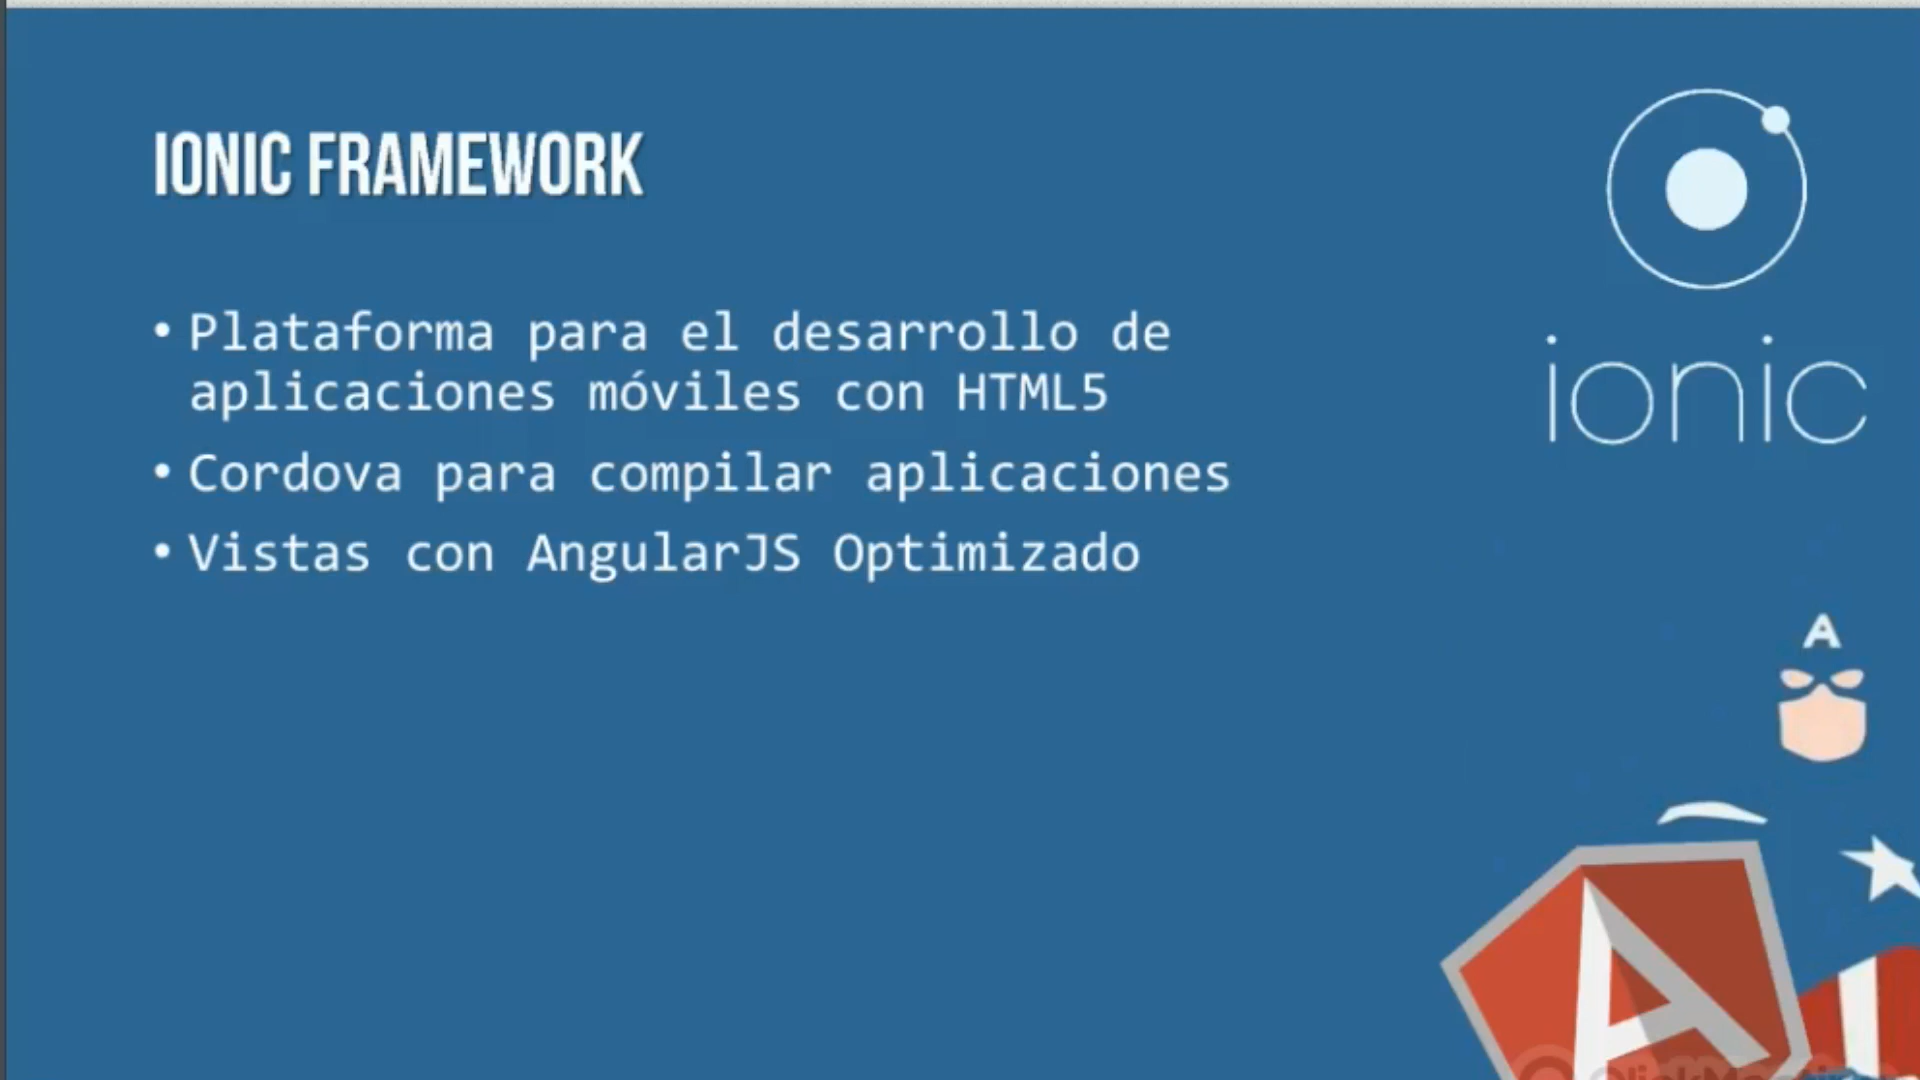 IONIC FRAMEWORK
• Plataforma para el desarrollo de
aplicaciones móviles con HTML5
• Cordova para compilar aplicaciones
• Vistas con AngularJS Optimizado
ionic
A
A